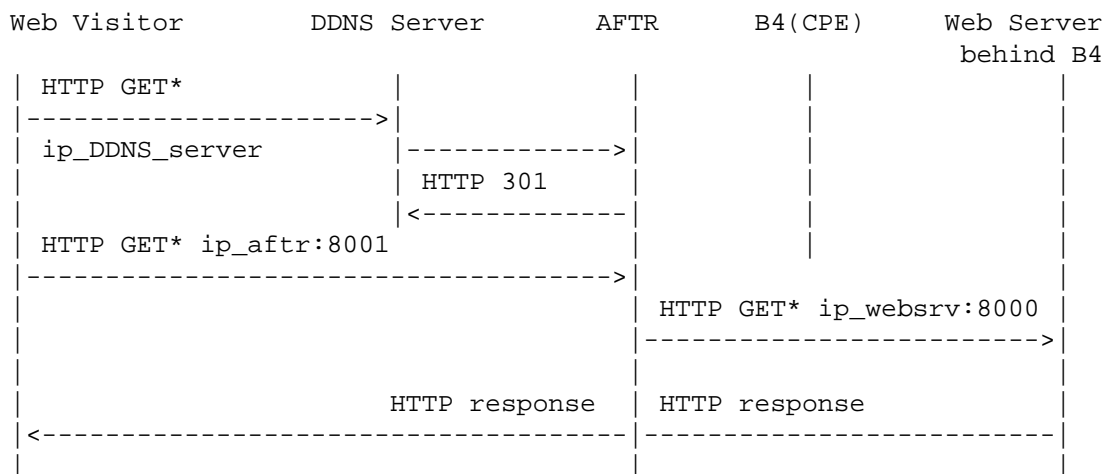 Web Visitor DDNS Server AFTR B4(CPE) Web Server
behind B4
HTTP GET*
ip_DDNS_server
HTTP 301
HTTP GET* ip_aftr:8001
HTTP GET* ip_websrv:8000
HTTP response HTTP response